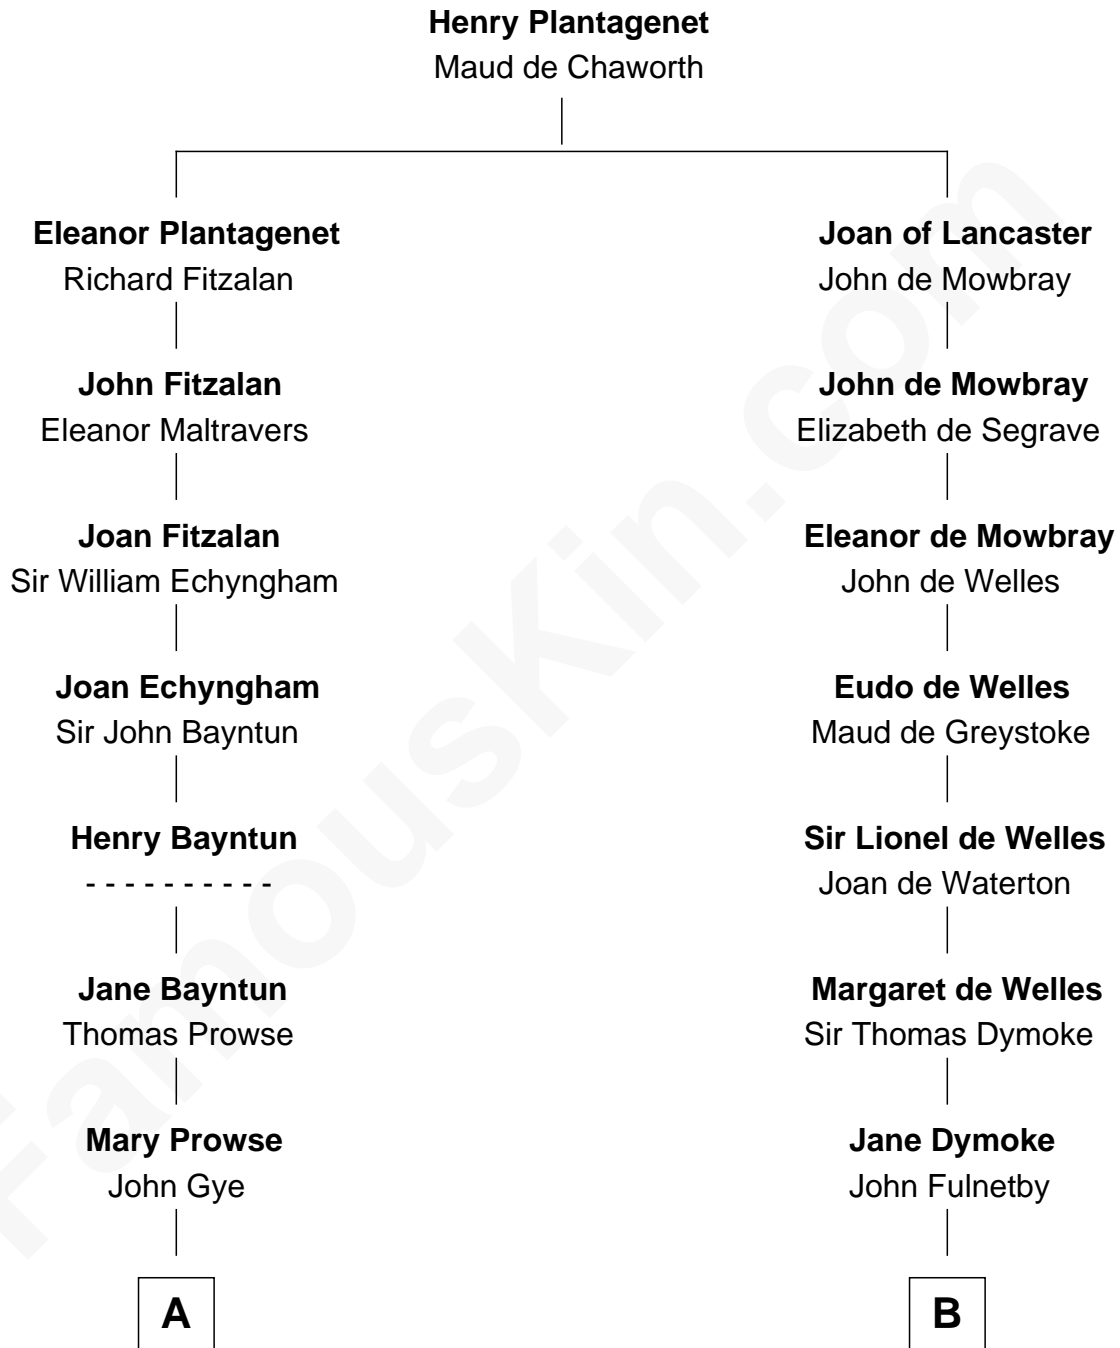 Henry Plantagenet
Maud de Chaworth
Eleanor Plantagenet
Richard Fitzalan
John Fitzalan
Eleanor Maltravers
Joan Fitzalan
Sir William Echyngham
Joan Echyngham
Sir John Bayntun
Henry Bayntun
- - - - - - - - - -
Jane Bayntun
Thomas Prowse
Mary Prowse
John Gye
A
Joan of Lancaster
John de Mowbray
John de Mowbray
Elizabeth de Segrave
Eleanor de Mowbray
John de Welles
Eudo de Welles
Maud de Greystoke
Sir Lionel de Welles
Joan de Waterton
Margaret de Welles
Sir Thomas Dymoke
Jane Dymoke
John Fulnetby
B
FamousKin.com